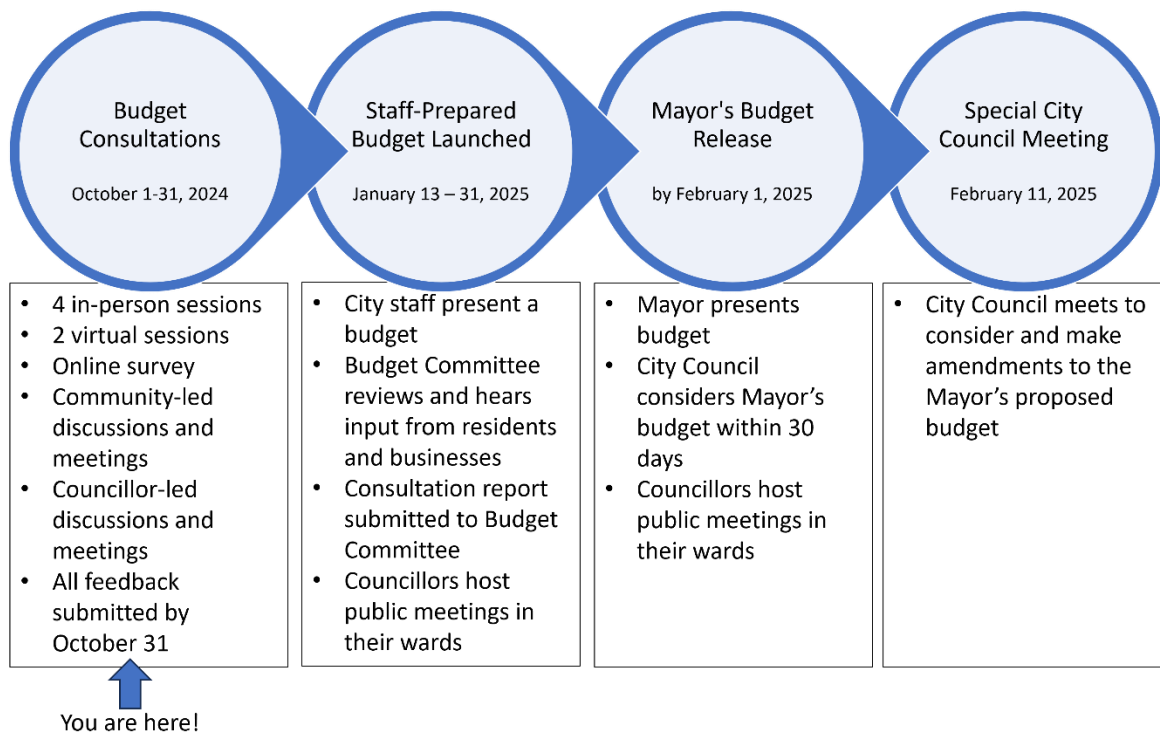 Budget
Consultations
October 1-31, 2024
• 4 in-person sessions
• 2 virtual sessions
• Online survey
• Community-led
discussions and
meetings
• Councillor-led
discussions and
meetings
• All feedback
submitted by
October 31
You are here!
Staff-Prepared
Budget Launched
January 13 – 31, 2025
• City staff present a
budget
• Budget Committee
reviews and hears
input from residents
and businesses
• Consultation report
submitted to Budget
Committee
• Councillors host
public meetings in
their wards
Mayor's Budget
Release
by February 1, 2025
• Mayor presents
budget
• City Council
considers Mayor’s
budget within 30
days
• Councillors host
public meetings in
their wards
Special City
Council Meeting
February 11, 2025
• City Council meets to
consider and make
amendments to the
Mayor’s proposed
budget